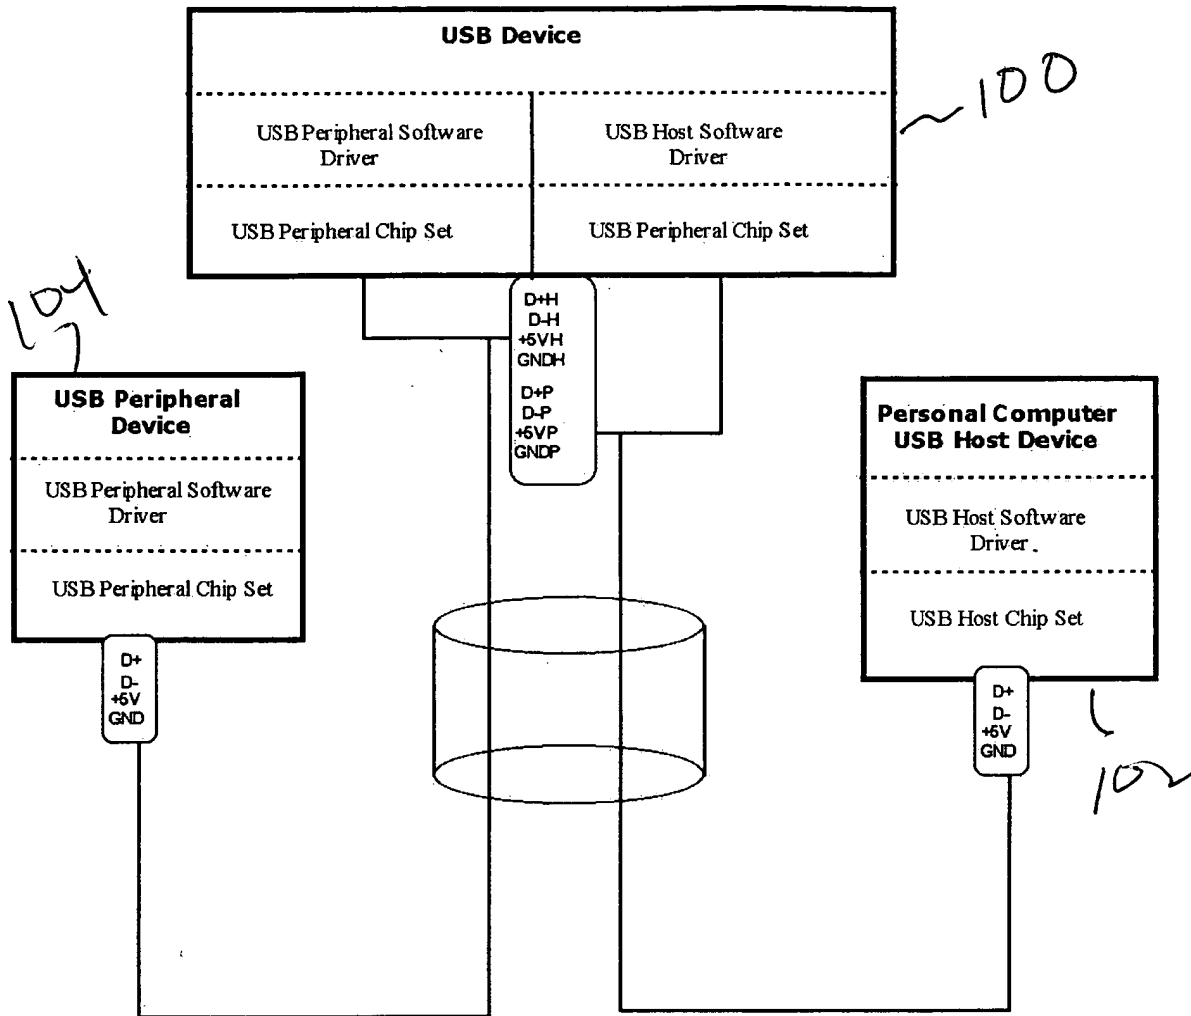 USB Device
USB Peripheral Software
Driver
USB Host Software
Driver
USB Peripheral Chip Set
USB Peripheral Chip Set
100
D+H
D-H
+5VH
GNDH
D+P
D-P
+5VP
GNDP
104
USB Peripheral
Device
USB Peripheral Software
Driver
USB Peripheral Chip Set
D+
D-
+5V
GND
Personal Computer
USB Host Device
USB Host Software
Driver
USB Host Chip Set
D+
D-
+5V
GND
102